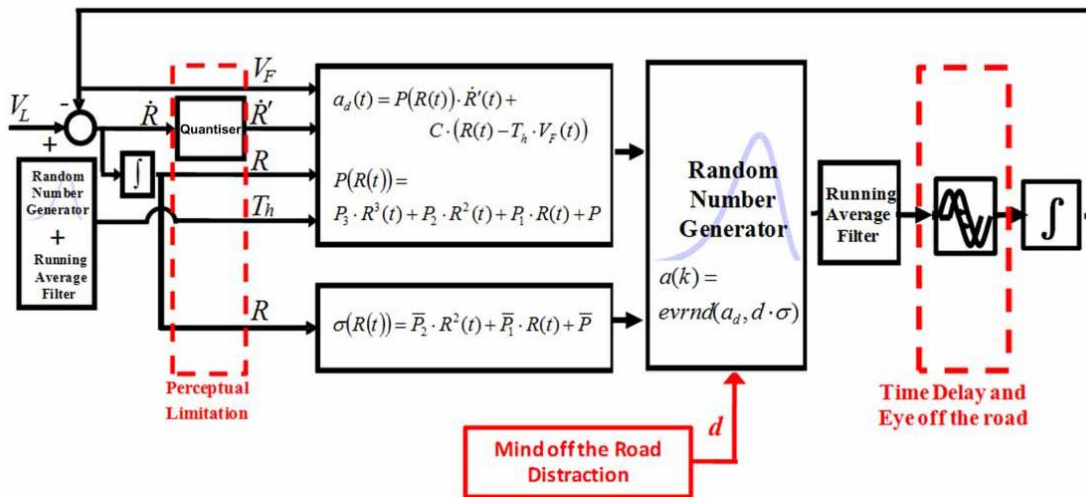 V_F
-
V_L
+
Ṙ
Quantiser
Ṙ′
a_d(t) = P(R(t))·Ṙ′(t)+
C·(R(t)−T_h·V_F(t))
∫
R
P(R(t))=
P_3·R^3(t)+P_2·R^2(t)+P_1·R(t)+P
Random
Number
Generator
+
Running
Average
Filter
T_h
R
σ(R(t))=P̅_2·R^2(t)+P̅_1·R(t)+P̅
Perceptual
Limitation
Random
Number
Generator
a(k)=
evrnd(a_d,d·σ)
d
Mind off the Road
Distraction
Running
Average
Filter
∫
Time Delay and
Eye off the road